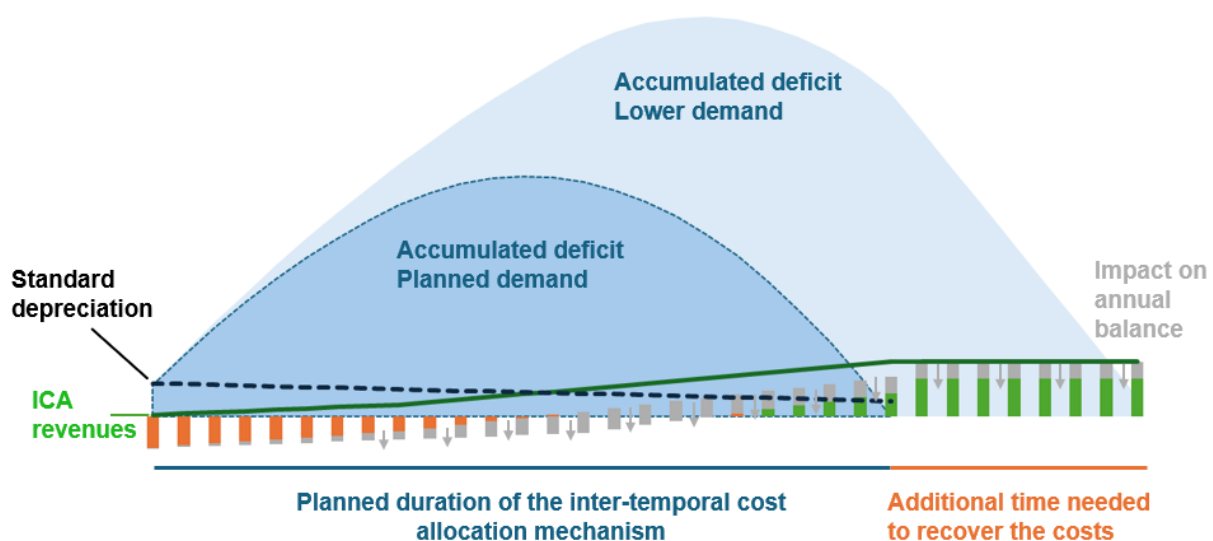 Accumulated deficit
Lower demand
Accumulated deficit
Planned demand
Standard
depreciation
Impact on
annual
balance
ICA
revenues
Planned duration of the inter-temporal cost
allocation mechanism
Additional time needed
to recover the costs